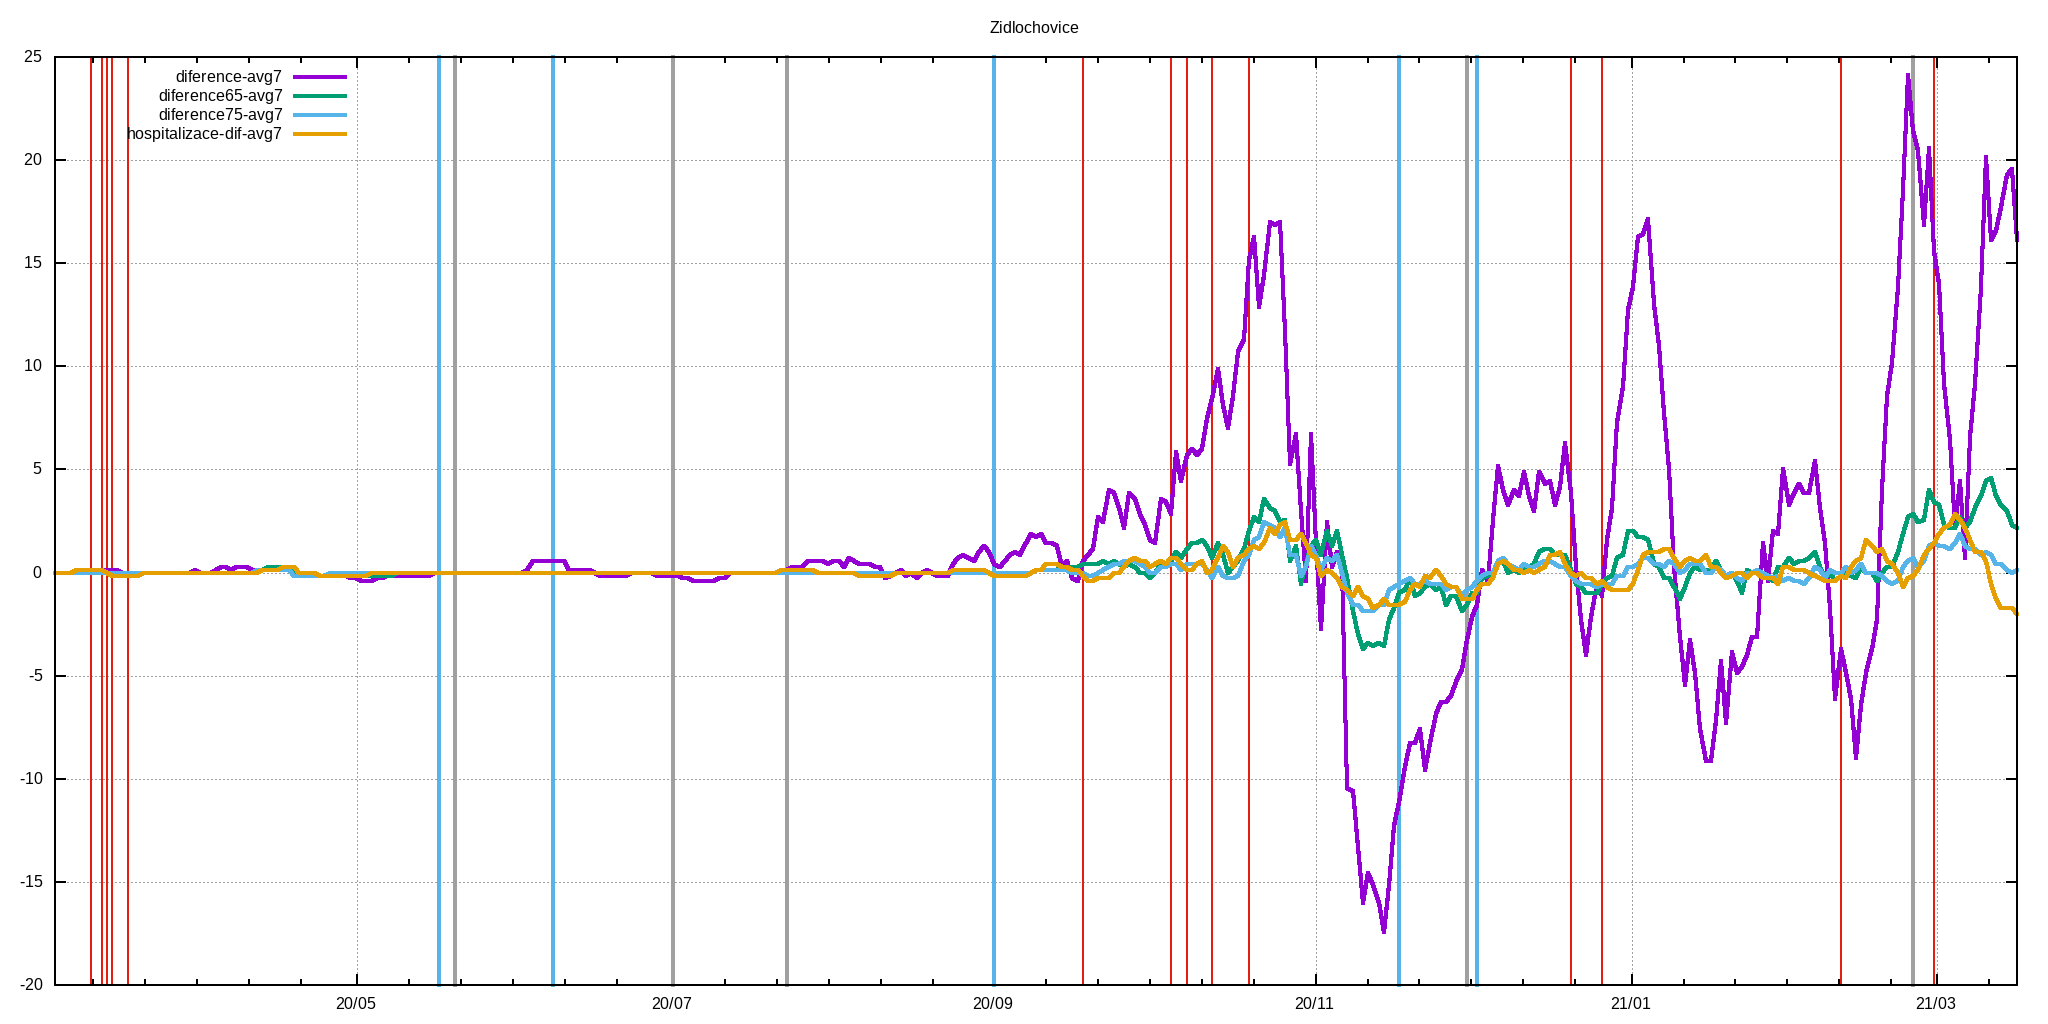 Zidlochovice
25
20
15
10
5
0
-5
-10
-15
-20
diference-avg7
diference65-avg7
diference75-avg7
hospitalizace-dif-avg7
20/05 20/07 20/09 20/11 21/01 21/03